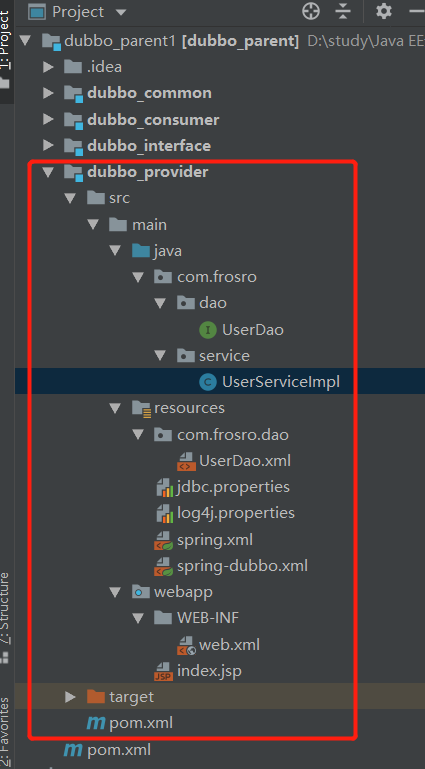 Project
1: Project
dubbo_parent1 [dubbo_parent] D:\study\Java EE
.idea
dubbo_common
dubbo_consumer
dubbo_interface
dubbo_provider
src
main
java
com.frosro
dao
UserDao
service
UserServiceImpl
resources
com.frosro.dao
UserDao.xml
jdbc.properties
log4j.properties
spring.xml
spring-dubbo.xml
webapp
WEB-INF
web.xml
index.jsp
target
pom.xml
pom.xml
7: Structure
2: Favorites